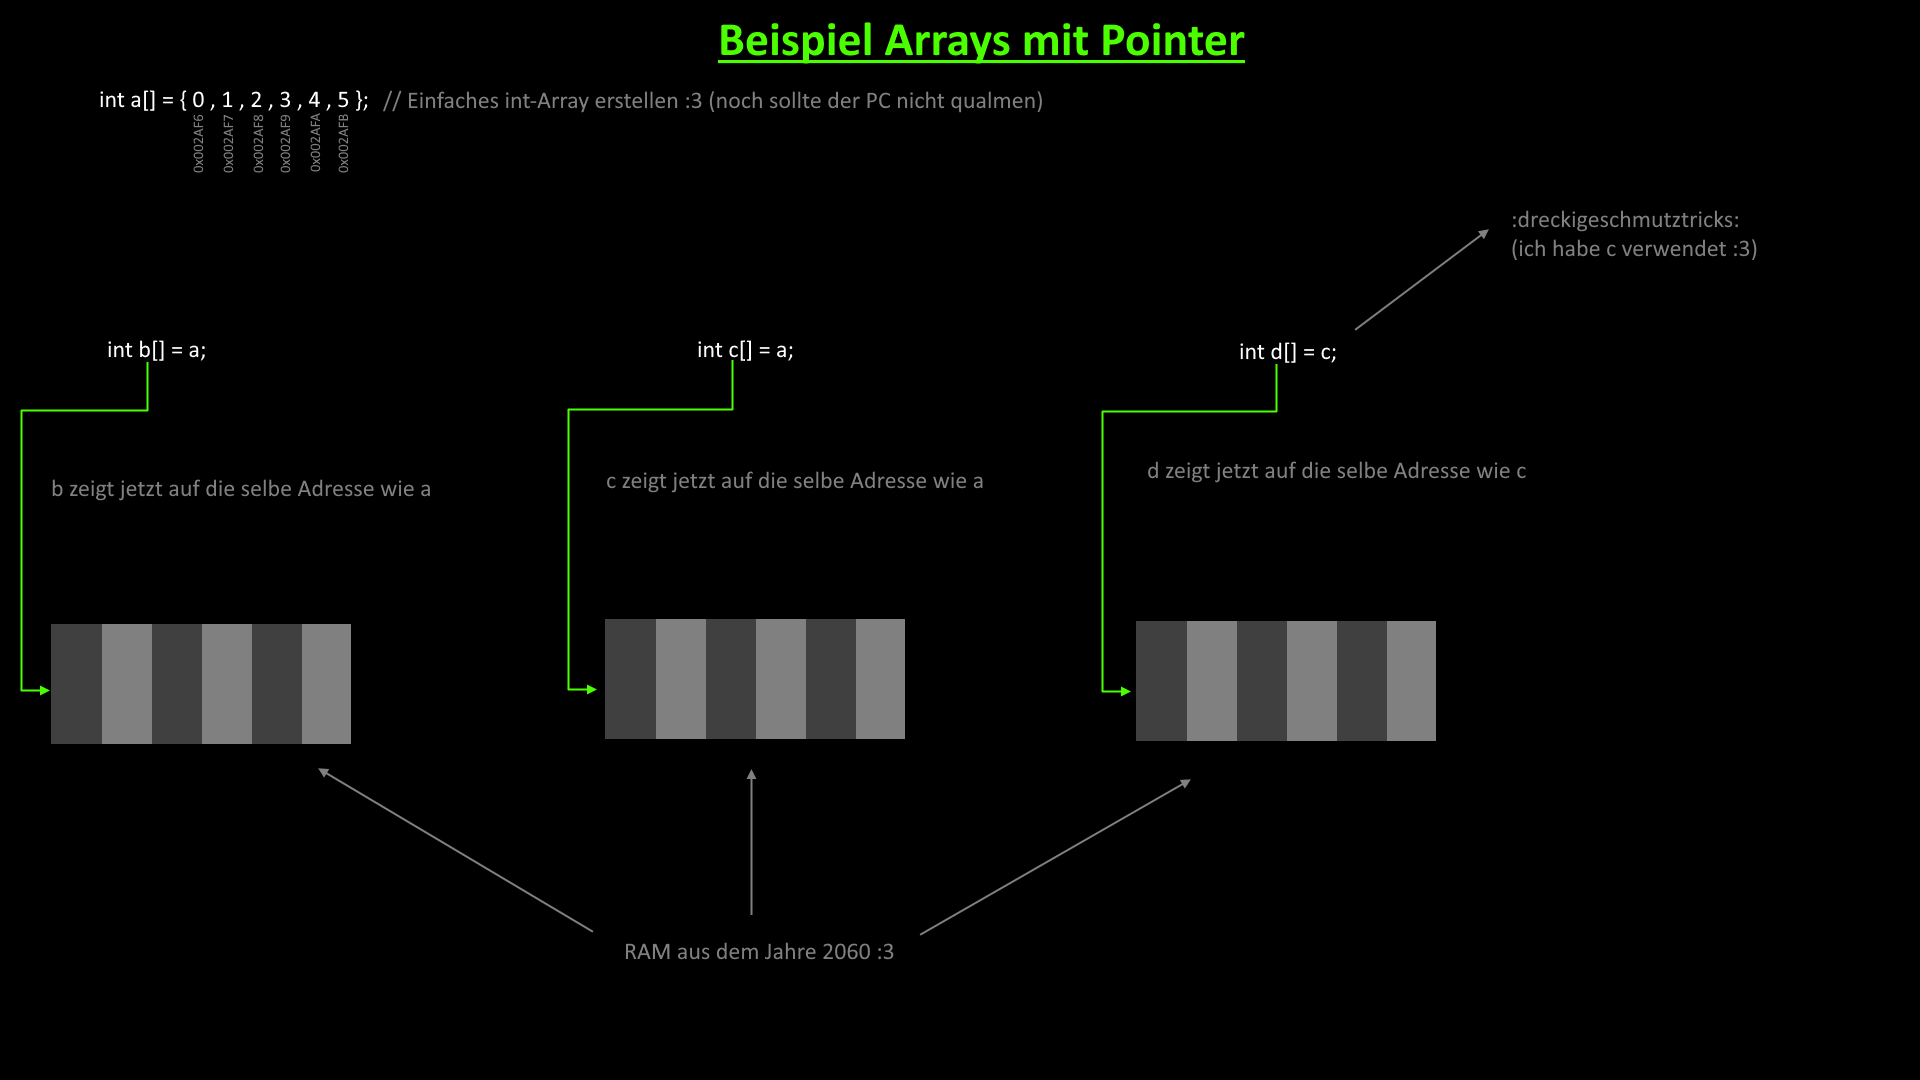 Beispiel Arrays mit Pointer
int a[] = { 0 , 1 , 2 , 3 , 4 , 5 }; // Einfaches int-Array erstellen :3 (noch sollte der PC nicht qualmen)
0x002AF6
0x002AF7
0x002AF8
0x002AF9
0x002AFA
0x002AFB
:dreckigeschmutztricks:
(ich habe c verwendet :3)
int b[] = a;
int c[] = a;
int d[] = c;
b zeigt jetzt auf die selbe Adresse wie a
c zeigt jetzt auf die selbe Adresse wie a
d zeigt jetzt auf die selbe Adresse wie c
RAM aus dem Jahre 2060 :3